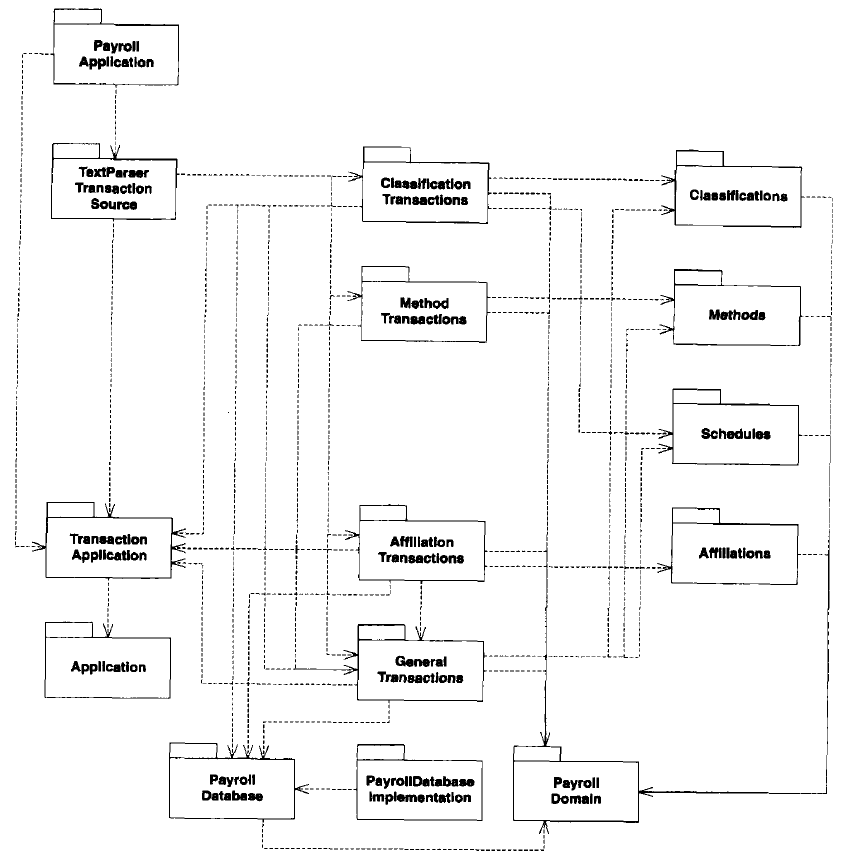 Payroll
Application
TextParser
Transaction
Source
Classification
Transactions
Classifications
Method
Transactions
Methods
Schedules
Transaction
Application
Affiliation
Transactions
Affiliations
Application
General
Transactions
Payroll
Database
PayrollDatabase
Implementation
Payroll
Domain